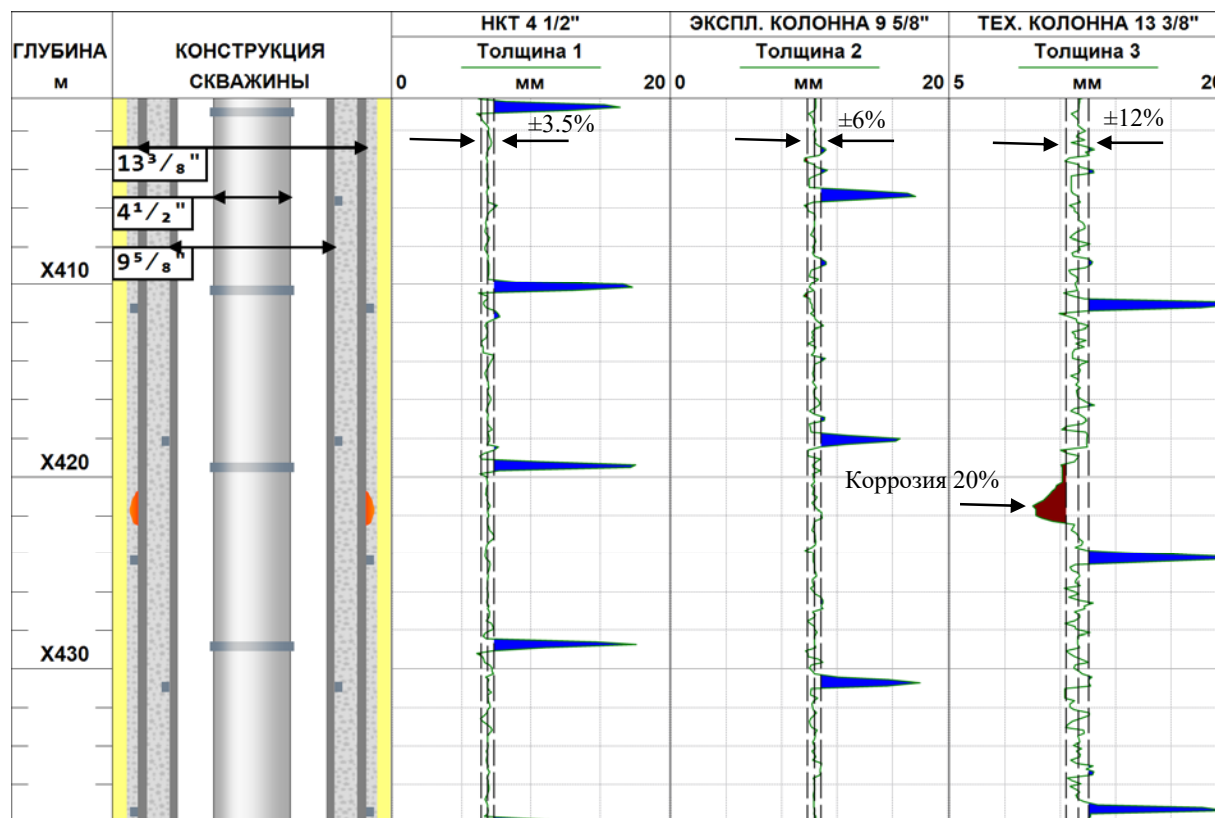 ГЛУБИНА
м
КОНСТРУКЦИЯ
СКВАЖИНЫ
НКТ 4 1/2"
Толщина 1
0 мм 20
ЭКСПЛ. КОЛОННА 9 5/8"
Толщина 2
0 мм 20
ТЕХ. КОЛОННА 13 3/8"
Толщина 3
5 мм 20
±3.5%
±6%
±12%
13³/₈"
4¹/₂"
9⁵/₈"
X410
X420
Коррозия 20%
X430